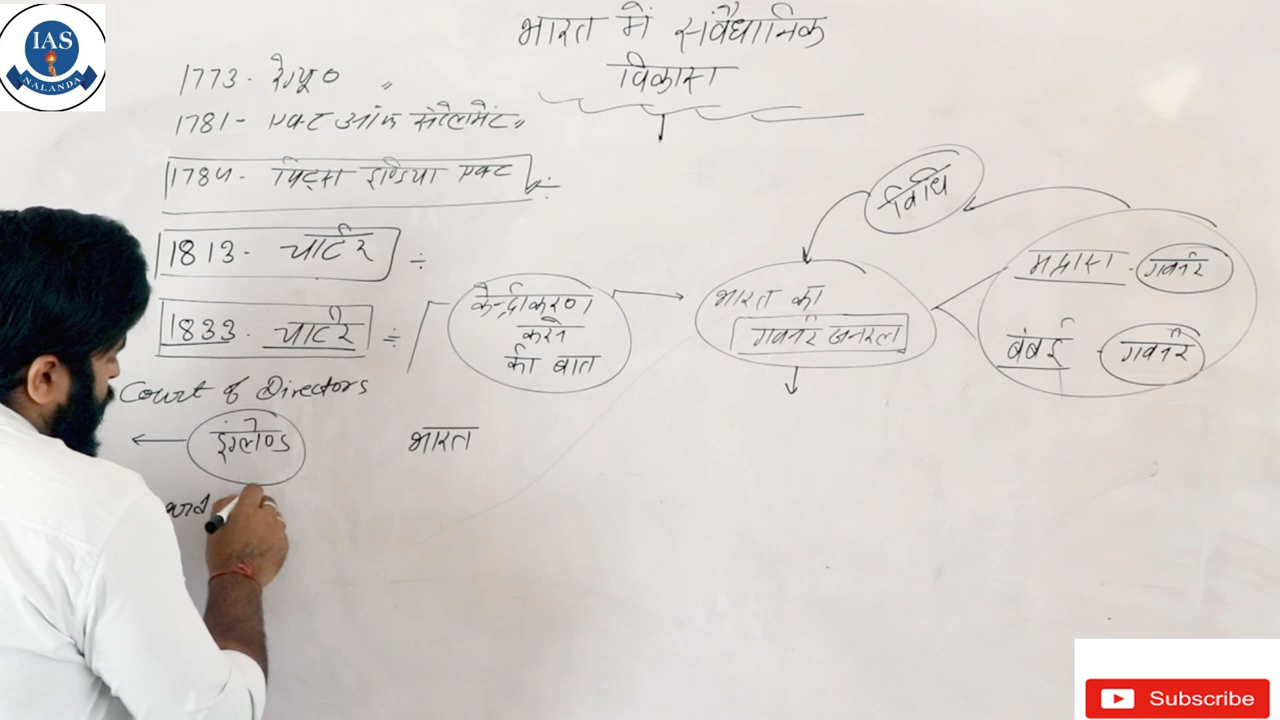 IAS
NALANDA
भारत में संवैधानिक
विकास
1773 - रेग्यू० "
1781 - एक्ट ऑफ सेटेलमेंट "
1784 - पिट्स इण्डिया एक्ट
1813 - चार्टर
1833 - चार्टर
Court of Directors
इंग्लैण्ड
भारत
केन्द्रीकरण
करने
की बात
विधि
भारत का
गवर्नर जनरल
मद्रास - गवर्नर
बंबई - गवर्नर
Subscribe